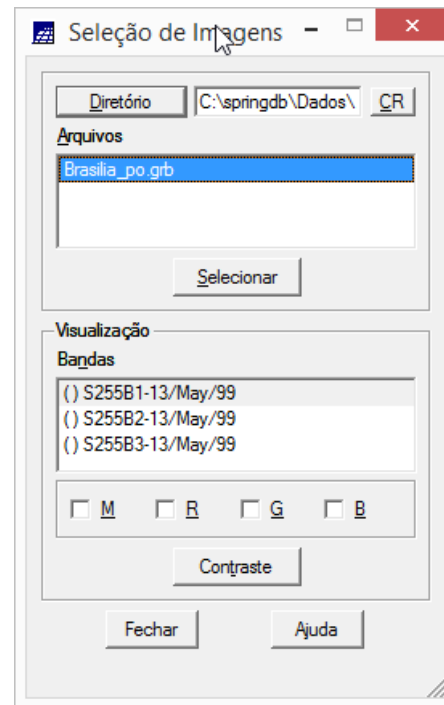 Seleção de Imagens
Diretório C:\springdb\Dados\ CR
Arquivos
Brasilia_po.grb
Selecionar
Visualização
Bandas
( ) S255B1-13/May/99
( ) S255B2-13/May/99
( ) S255B3-13/May/99
M R G B
Contraste
Fechar Ajuda